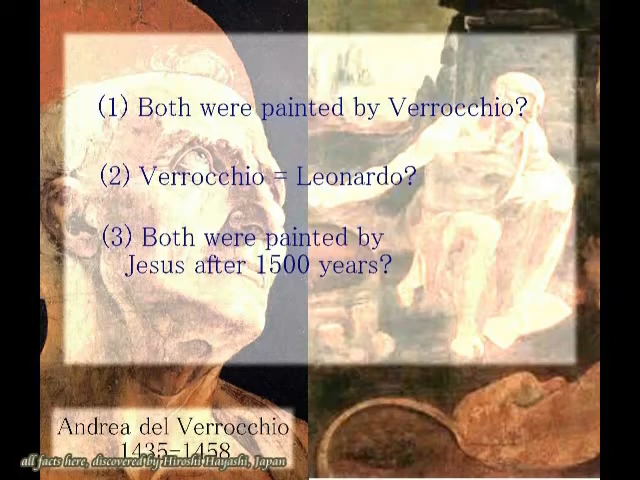 (1) Both were painted by Verrocchio?
(2) Verrocchio = Leonardo?
(3) Both were painted by
Jesus after 1500 years?
Andrea del Verrocchio
1435-1458
all facts here, discovered by Hiroshi Hayashi, Japan